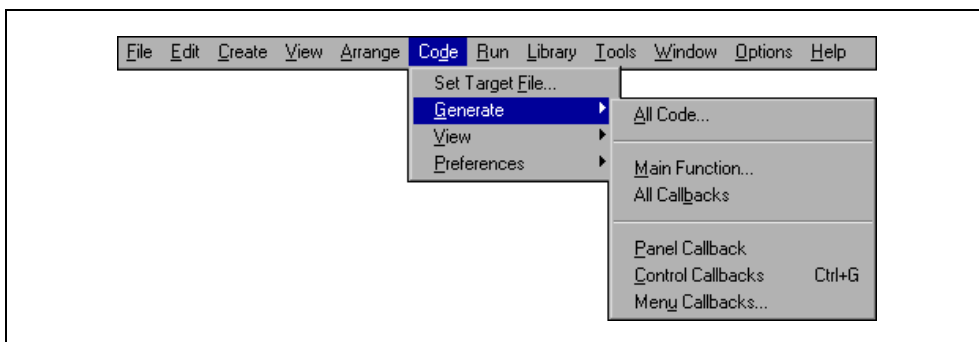 File Edit Create View Arrange Code Run Library Tools Window Options Help
Set Target File...
Generate
View
Preferences
All Code...
Main Function...
All Callbacks
Panel Callback
Control Callbacks Ctrl+G
Menu Callbacks...